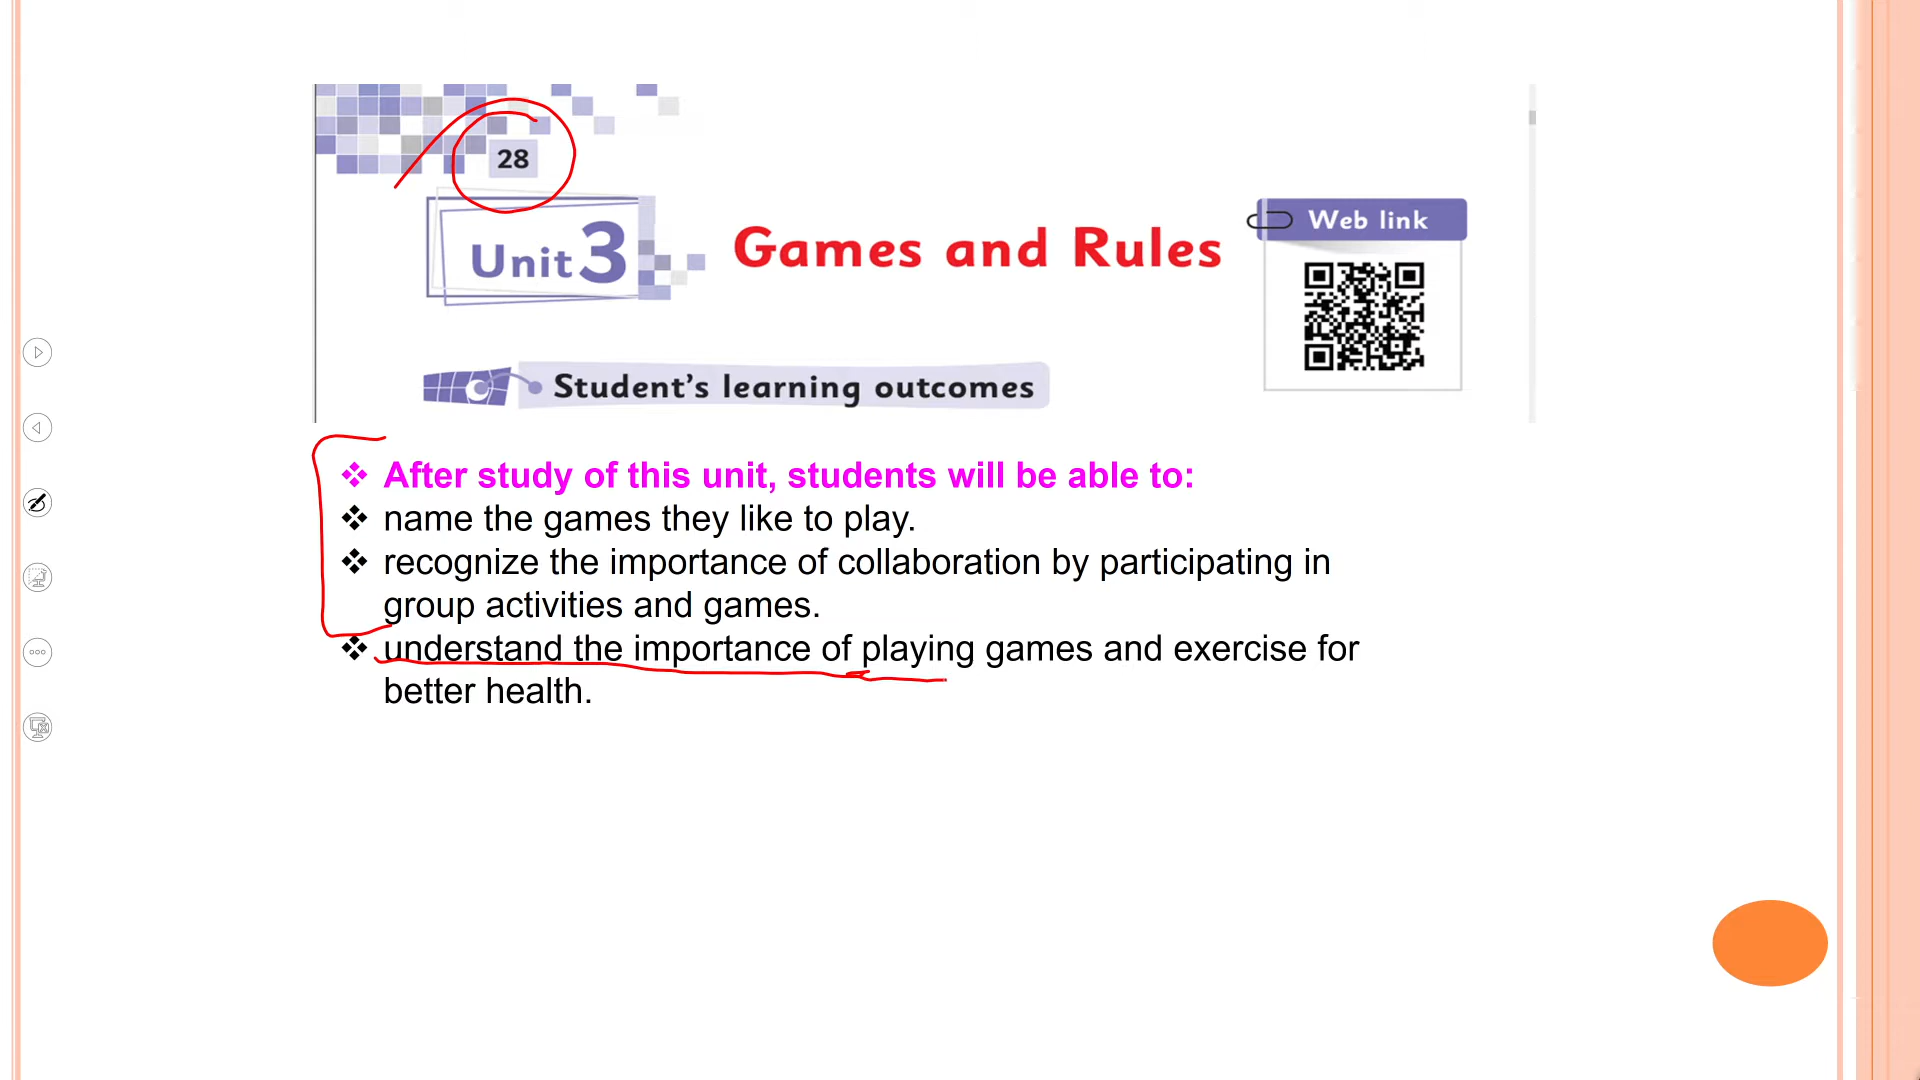 28
Unit 3
Games and Rules
Web link
Student's learning outcomes
❖ After study of this unit, students will be able to:
❖ name the games they like to play.
❖ recognize the importance of collaboration by participating in
group activities and games.
❖ understand the importance of playing games and exercise for
better health.